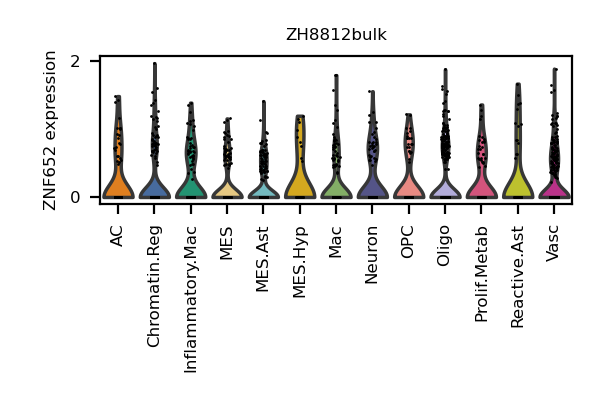 ZH8812bulk
ZNF652 expression
2
0
AC
Chromatin.Reg
Inflammatory.Mac
MES
MES.Ast
MES.Hyp
Mac
Neuron
OPC
Oligo
Prolif.Metab
Reactive.Ast
Vasc